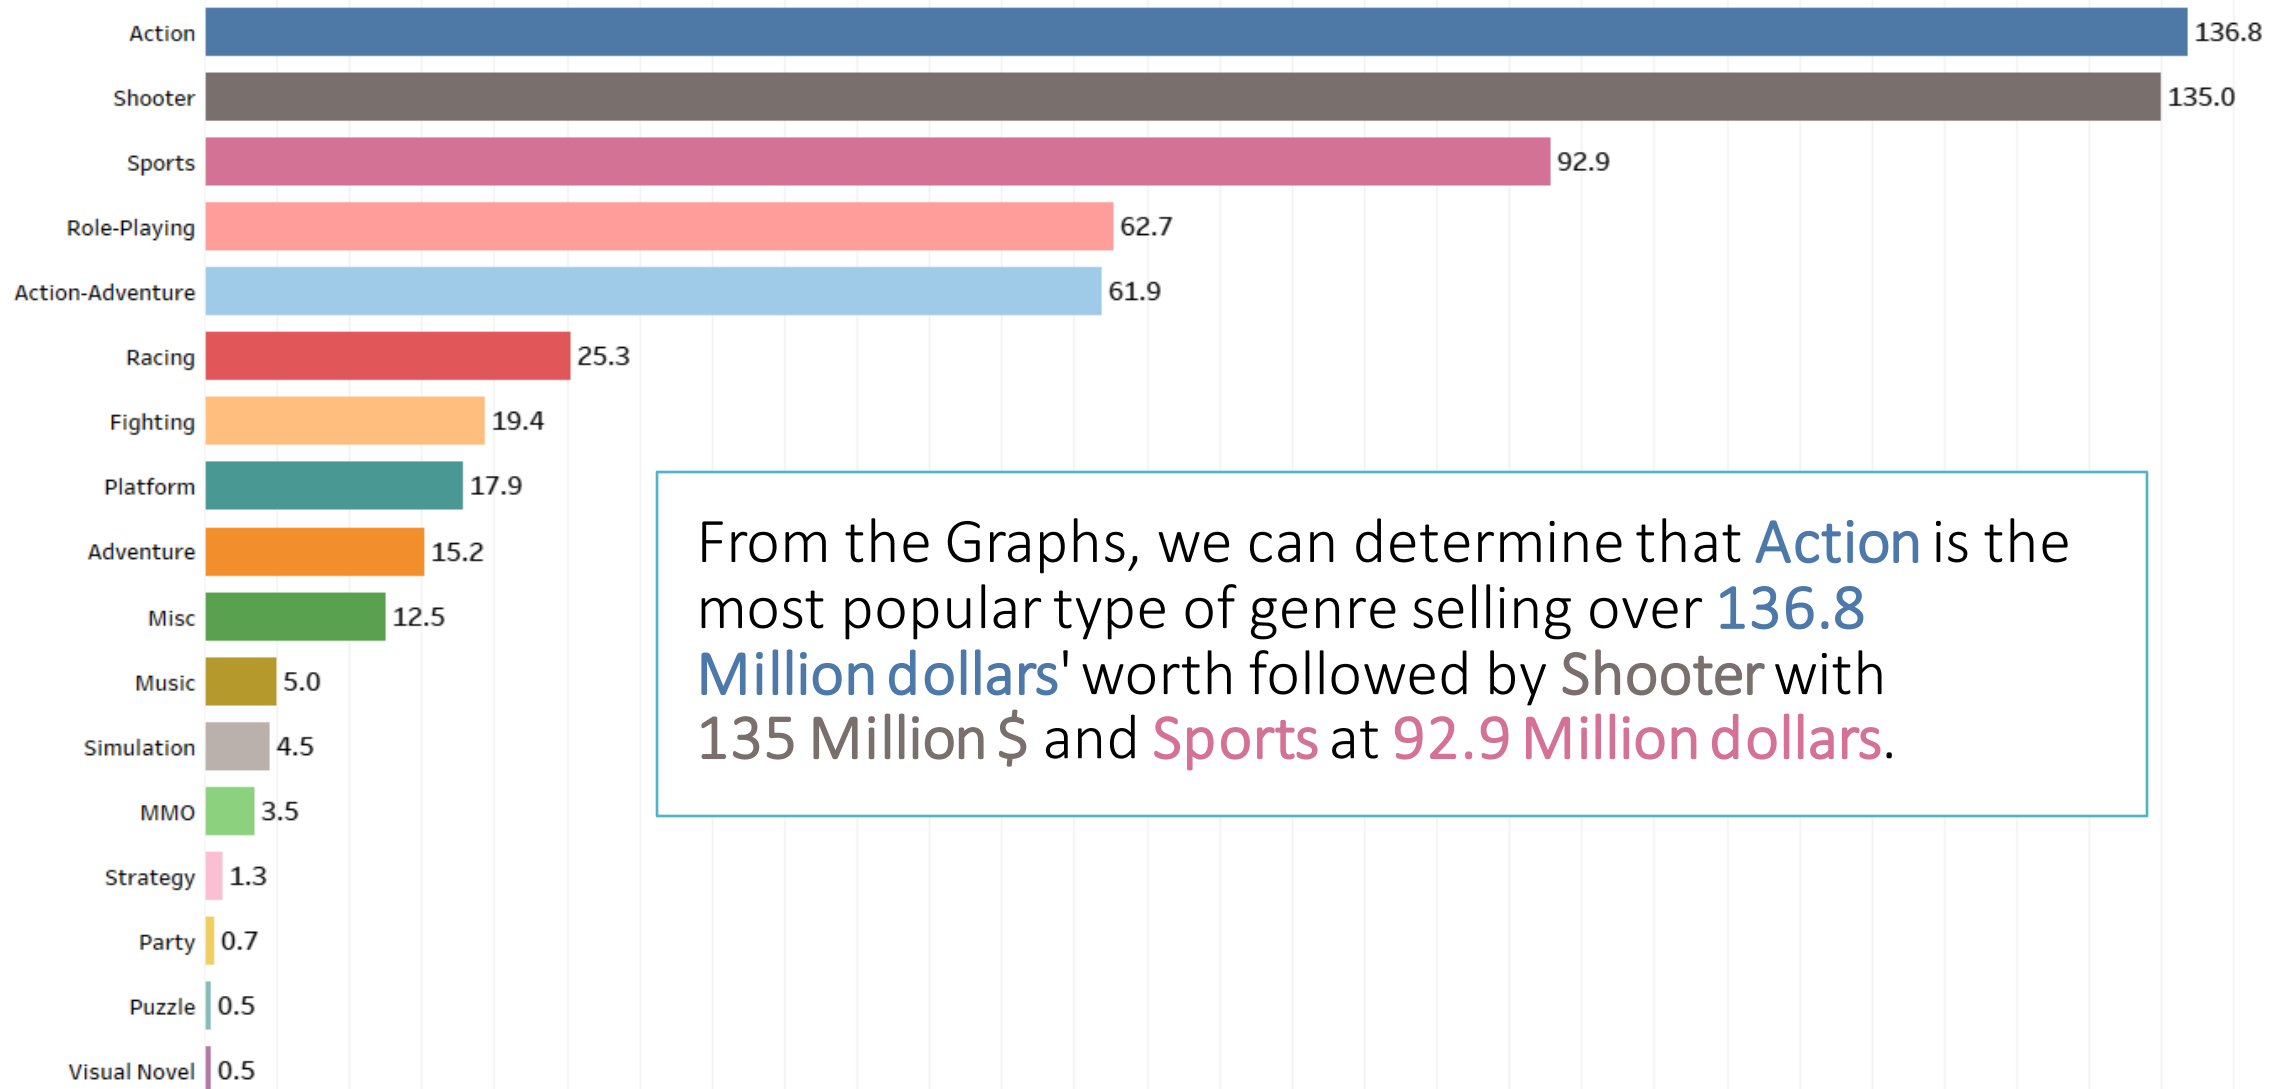 Action 136.8
Shooter 135.0
Sports 92.9
Role-Playing 62.7
Action-Adventure 61.9
Racing 25.3
Fighting 19.4
Platform 17.9
Adventure 15.2
Misc 12.5
Music 5.0
Simulation 4.5
MMO 3.5
Strategy 1.3
Party 0.7
Puzzle 0.5
Visual Novel 0.5
From the Graphs, we can determine that Action is the
most popular type of genre selling over 136.8
Million dollars' worth followed by Shooter with
135 Million $ and Sports at 92.9 Million dollars.